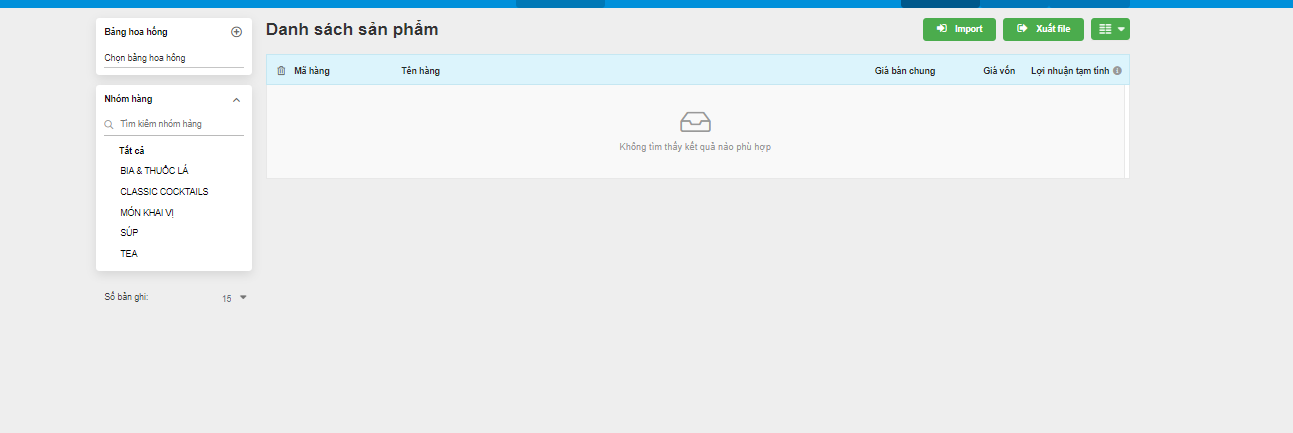 Bảng hoa hồng
Chọn bảng hoa hồng
Nhóm hàng
Tìm kiếm nhóm hàng
Tất cả
BIA & THUỐC LÁ
CLASSIC COCKTAILS
MÓN KHAI VỊ
SÚP
TEA
Số bản ghi: 15
Danh sách sản phẩm
Import Xuất file
Mã hàng Tên hàng Giá bán chung Giá vốn Lợi nhuận tạm tính
Không tìm thấy kết quả nào phù hợp